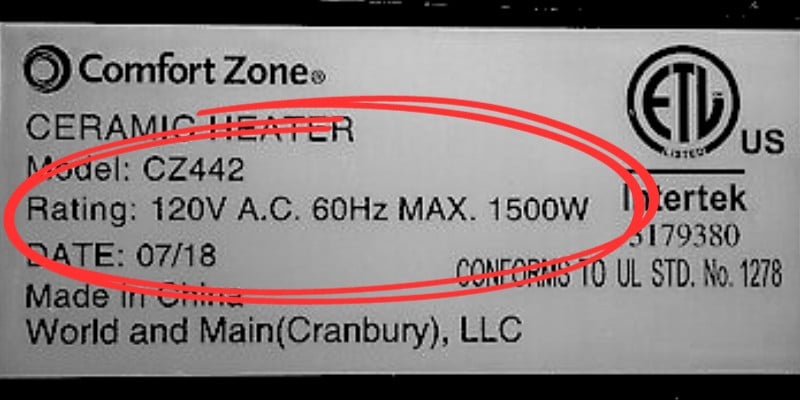 Comfort Zone®
CERAMIC HEATER
Model: CZ442
Rating: 120V A.C. 60Hz MAX. 1500W
DATE: 07/18
Made in China
World and Main(Cranbury), LLC
ETL
LISTED
US
Intertek
3179380
CONFORMS TO UL STD. No. 1278